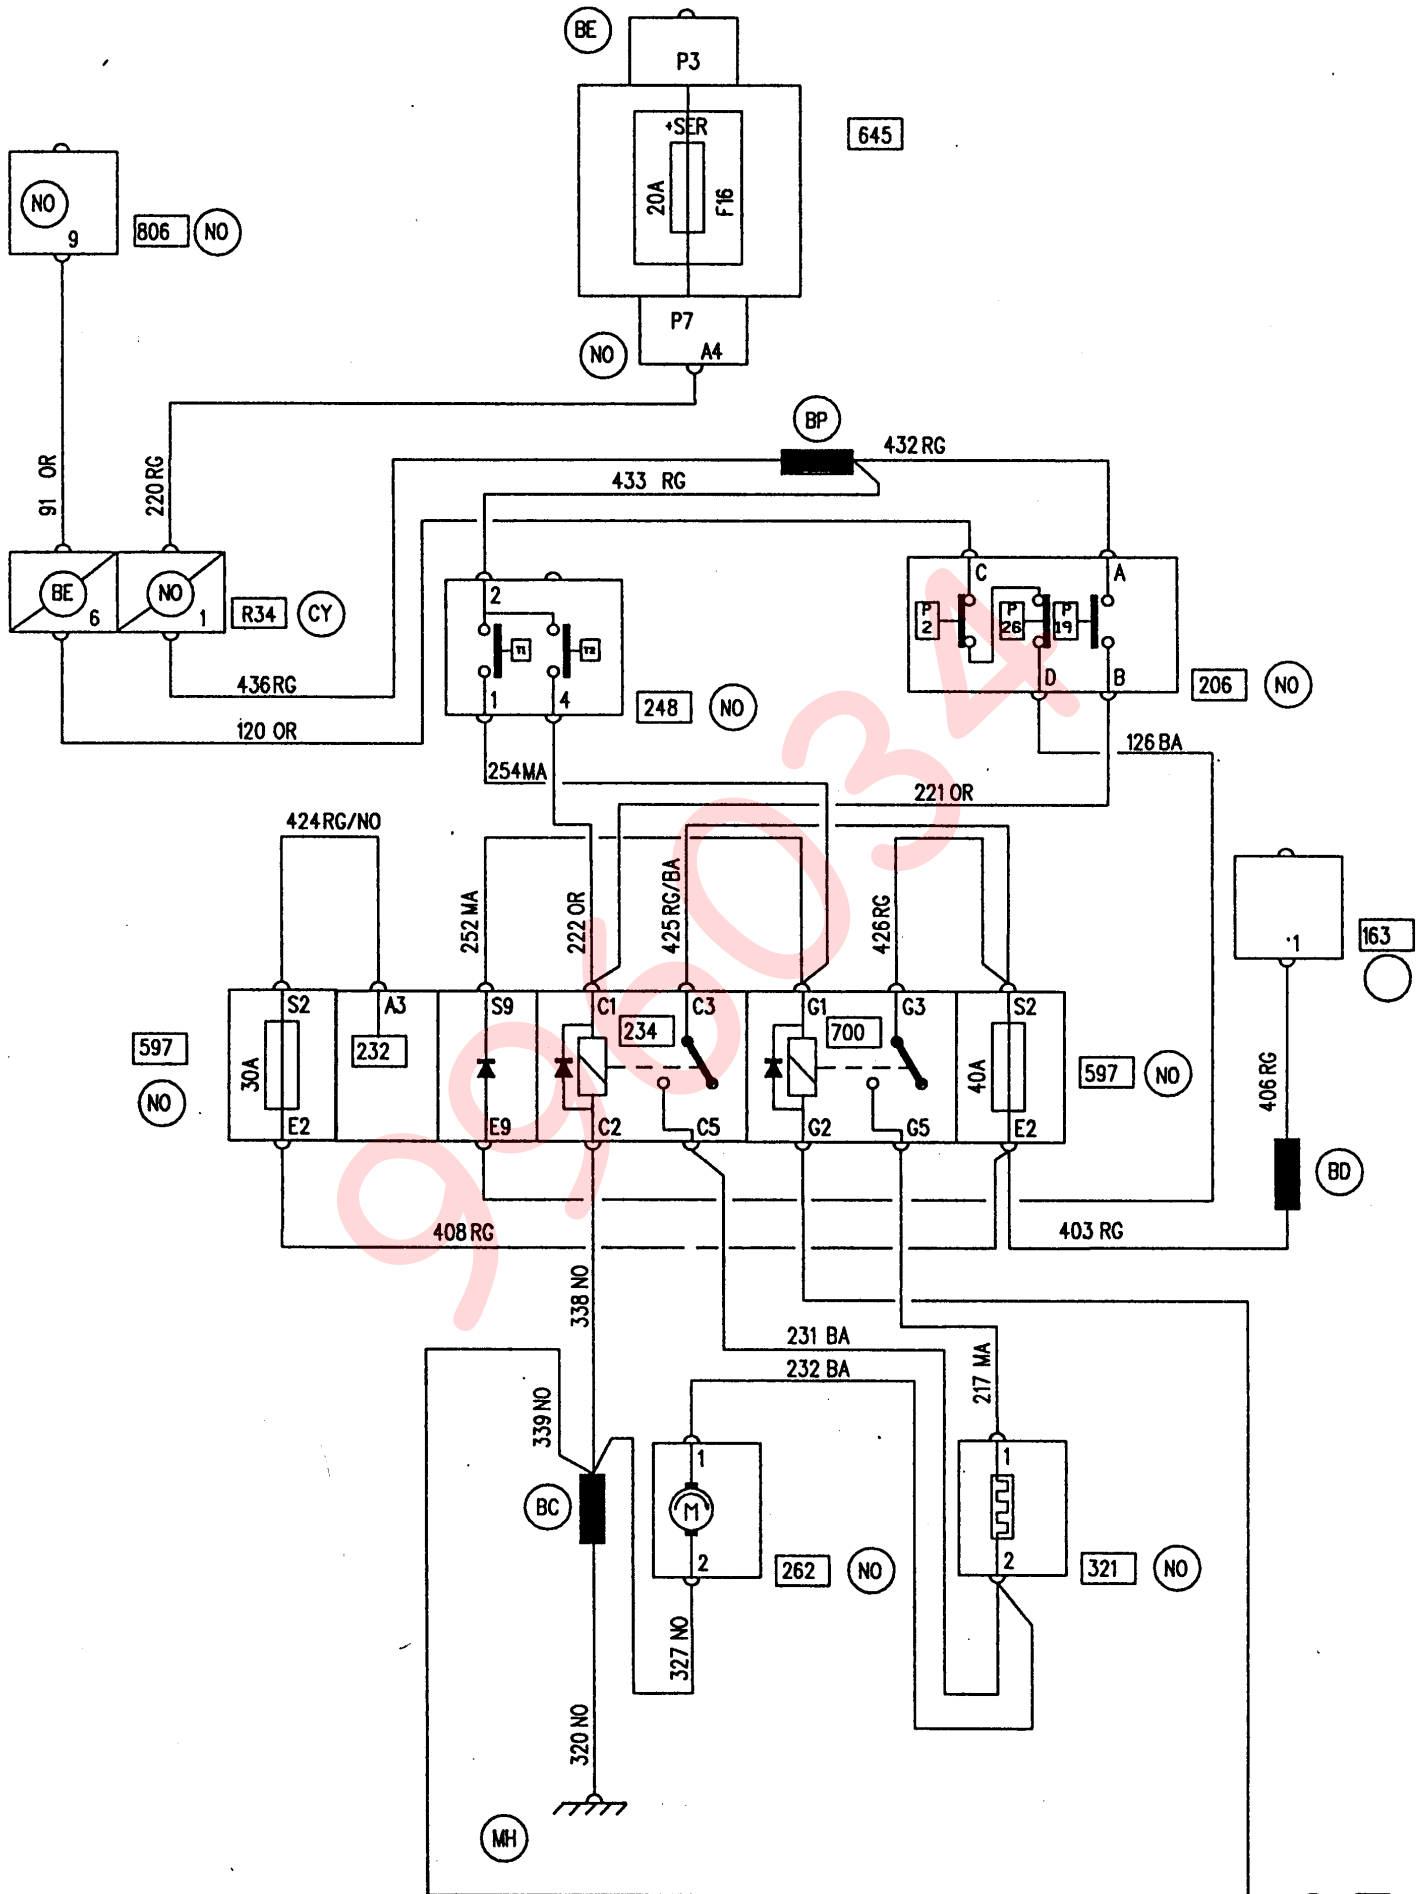 BE
P3
+SER
645
20A
F16
NO
9
806
NO
P7
A4
NO
BP
432 RG
433 RG
91 OR
220 RG
BE
6
NO
1
R34
CY
2
T1
T2
1
4
248
NO
C
A
P
2
P
26
P
19
D
B
206
NO
436 RG
120 OR
126 BA
254 MA
221 OR
424 RG/NO
252 MA
222 OR
425 RG/BA
426 RG
1
163
S2
A3
S9
C1
C3
G1
G3
S2
597
NO
30A
232
234
700
40A
597
NO
406 RG
E2
E9
C2
C5
G2
G5
E2
BD
408 RG
403 RG
338 NO
231 BA
232 BA
217 MA
339 NO
BC
1
M
2
262
NO
1
2
321
NO
327 NO
320 NO
MH
96034